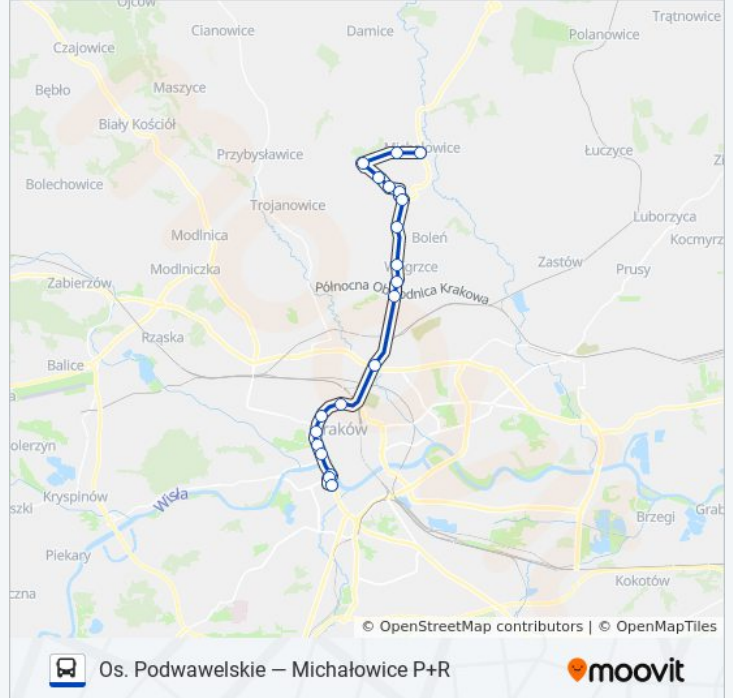 Ojców
Cianowice
Damice
Trątnowice
Polanowice
Czajowice
Bębło
Maszyce
Biały Kościół
Przybysławice
Michałowice
Łuczyce
Bolechowice
Trojanowice
Luborzyca
Modlnica
Boleń
Kocmyrz
Zabierzów
Modlniczka
Węgrzce
Zastów
Prusy
Północna Obwodnica Krakowa
Rząska
Balice
Kraków
olerzyn
Kryspinów
Wisła
szki
Brzegi
Grab
Piekary
Kokotów
czna
© OpenStreetMap contributors | © OpenMapTiles
Os. Podwawelskie — Michałowice P+R
moovit